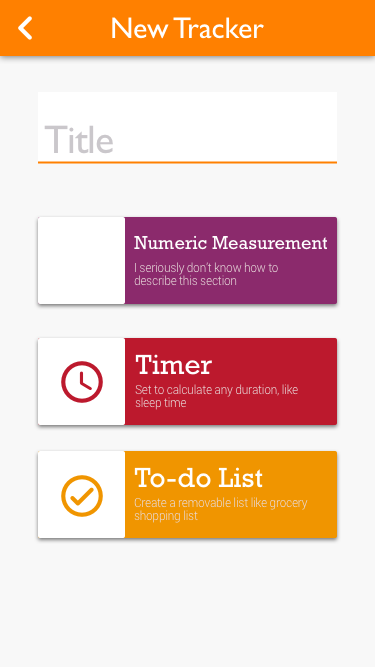 New Tracker
Title
Numeric Measurement
I seriously don't know how to
describe this section
Timer
Set to calculate any duration, like
sleep time
To-do List
Create a removable list like grocery
shopping list